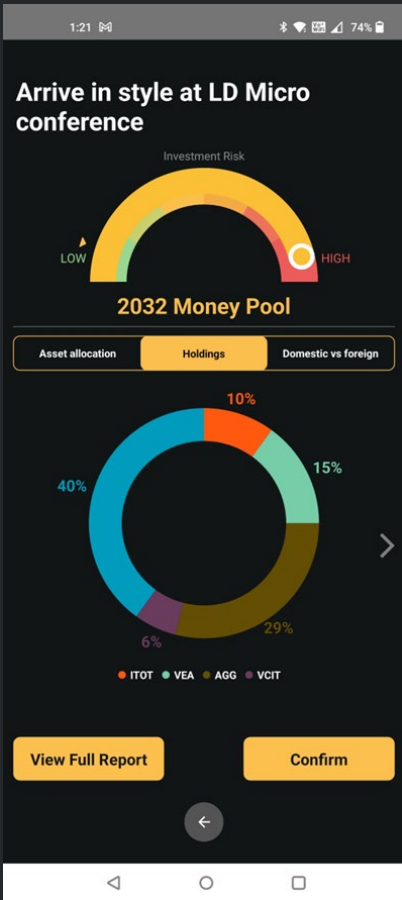 1:21
74%
Arrive in style at LD Micro
conference
Investment Risk
LOW
HIGH
2032 Money Pool
Asset allocation
Holdings
Domestic vs foreign
10%
15%
40%
29%
6%
ITOT
VEA
AGG
VCIT
View Full Report
Confirm